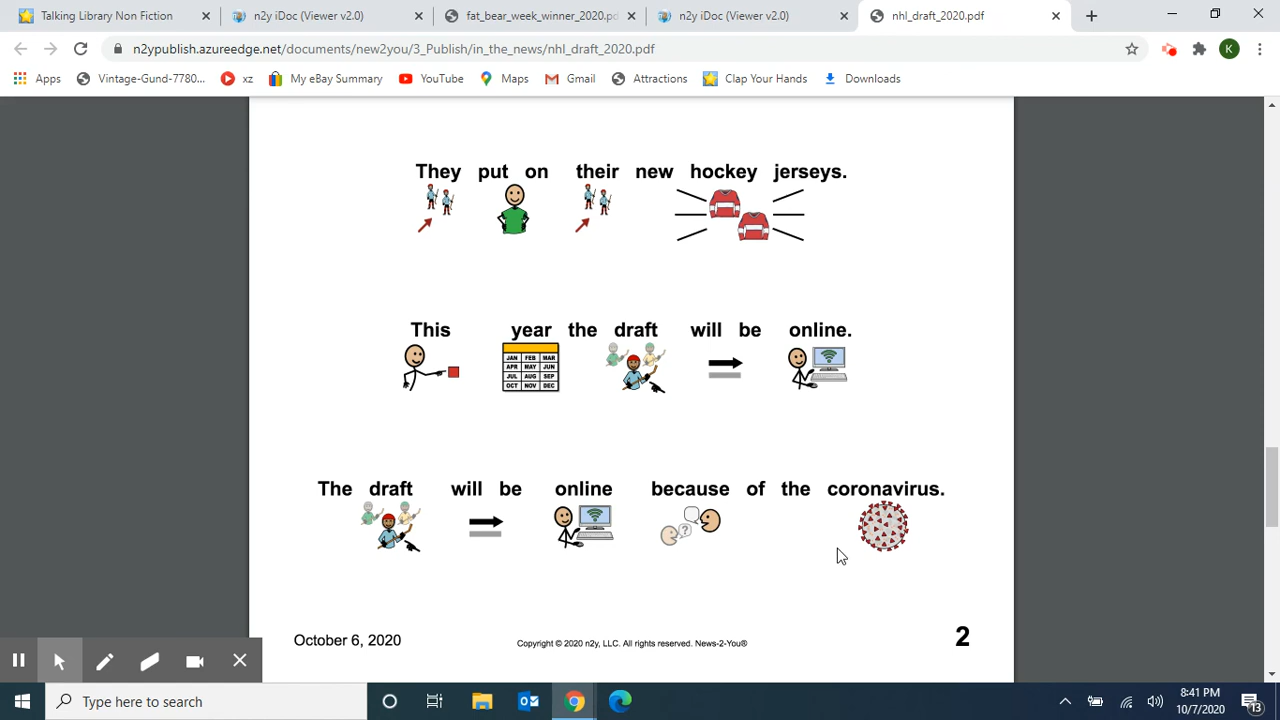 Talking Library Non Fiction
n2y iDoc (Viewer v2.0)
fat_bear_week_winner_2020.pd
n2y iDoc (Viewer v2.0)
nhl_draft_2020.pdf
n2ypublish.azureedge.net/documents/new2you/3_Publish/in_the_news/nhl_draft_2020.pdf
K
Apps
Vintage-Gund-7780...
xz
My eBay Summary
YouTube
Maps
Gmail
Attractions
Clap Your Hands
Downloads
They put on their new hockey jerseys.
This year the draft will be online.
JAN FEB MAR
APR MAY JUN
JUL AUG SEP
OCT NOV DEC
The draft will be online because of the coronavirus.
?
October 6, 2020
Copyright © 2020 n2y, LLC. All rights reserved. News-2-You®
2
Type here to search
8:41 PM
10/7/2020
13